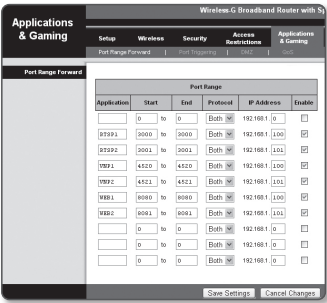 Wireless-G Broadband Router with S
Applications & Gaming
Setup Wireless Security Access Restrictions Applications & Gaming
Port Range Forward | Port Triggering | DMZ | QoS
Port Range Forward
Port Range
Application Start End Protocol IP Address Enable
0 to 0 Both 192.168.1. 0
RTSP1 3000 to 3000 Both 192.168.1. 100
RTSP2 3001 to 3001 Both 192.168.1. 101
VNP1 4520 to 4520 Both 192.168.1. 100
VNP2 4521 to 4521 Both 192.168.1. 101
WEB1 8080 to 8080 Both 192.168.1. 100
WEB2 8081 to 8081 Both 192.168.1. 101
0 to 0 Both 192.168.1. 0
0 to 0 Both 192.168.1. 0
0 to 0 Both 192.168.1. 0
Save Settings Cancel Changes